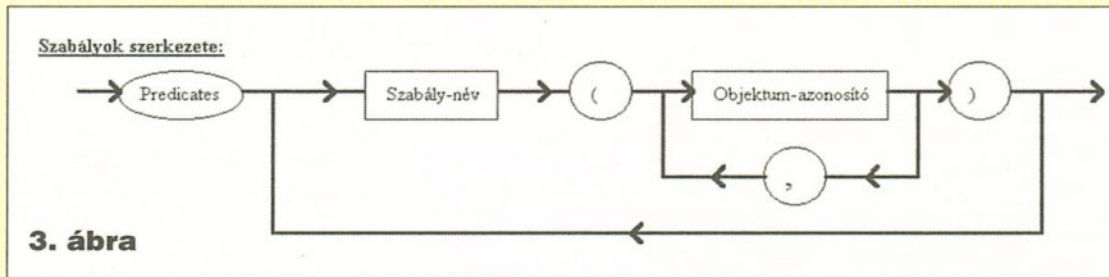 Szabályok szerkezete:
Predicates Szabály-név ( Objektum-azonosító )
,
3. ábra